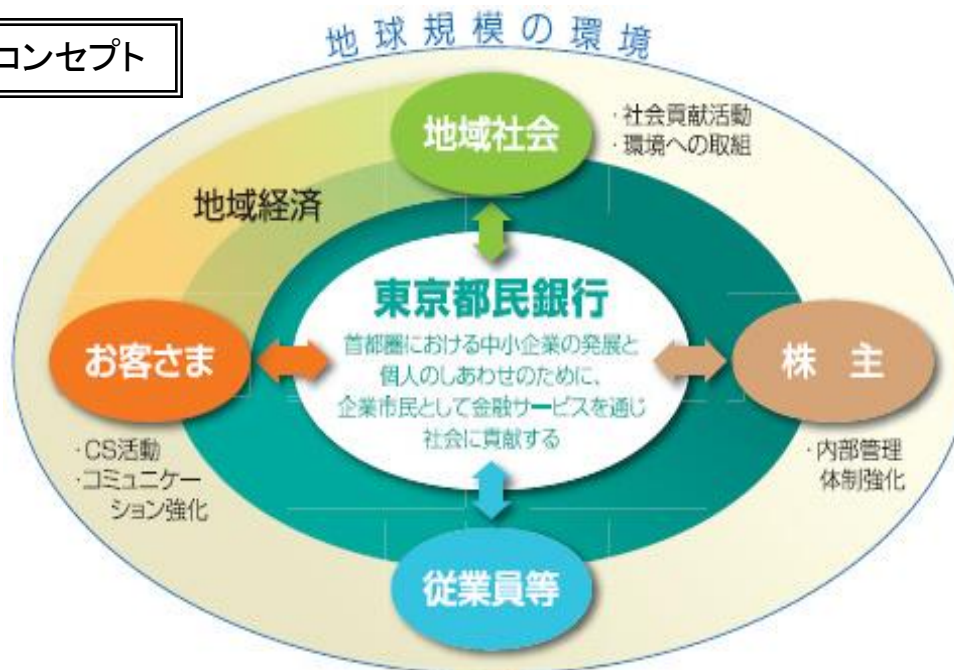 コンセプト
地球規模の環境
地域社会
・社会貢献活動
・環境への取組
地域経済
東京都民銀行
首都圏における中小企業の発展と
個人のしあわせのために、
企業市民として金融サービスを通じ
社会に貢献する
お客さま
株 主
・CS活動
・コミュニケー
ション強化
・内部管理
体制強化
従業員等